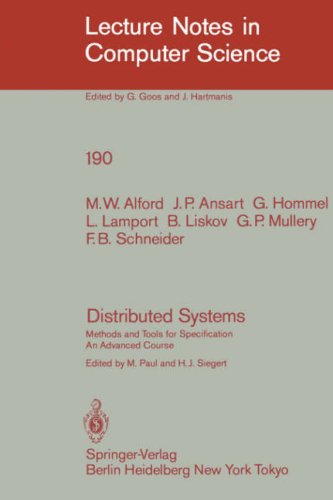 Lecture Notes in
Computer Science
Edited by G. Goos and J. Hartmanis
190
M.W. Alford J.P. Ansart G. Hommel
L. Lamport B. Liskov G.P. Mullery
F.B. Schneider
Distributed Systems
Methods and Tools for Specification
An Advanced Course
Edited by M. Paul and H.J. Siegert
Springer-Verlag
Berlin Heidelberg New York Tokyo